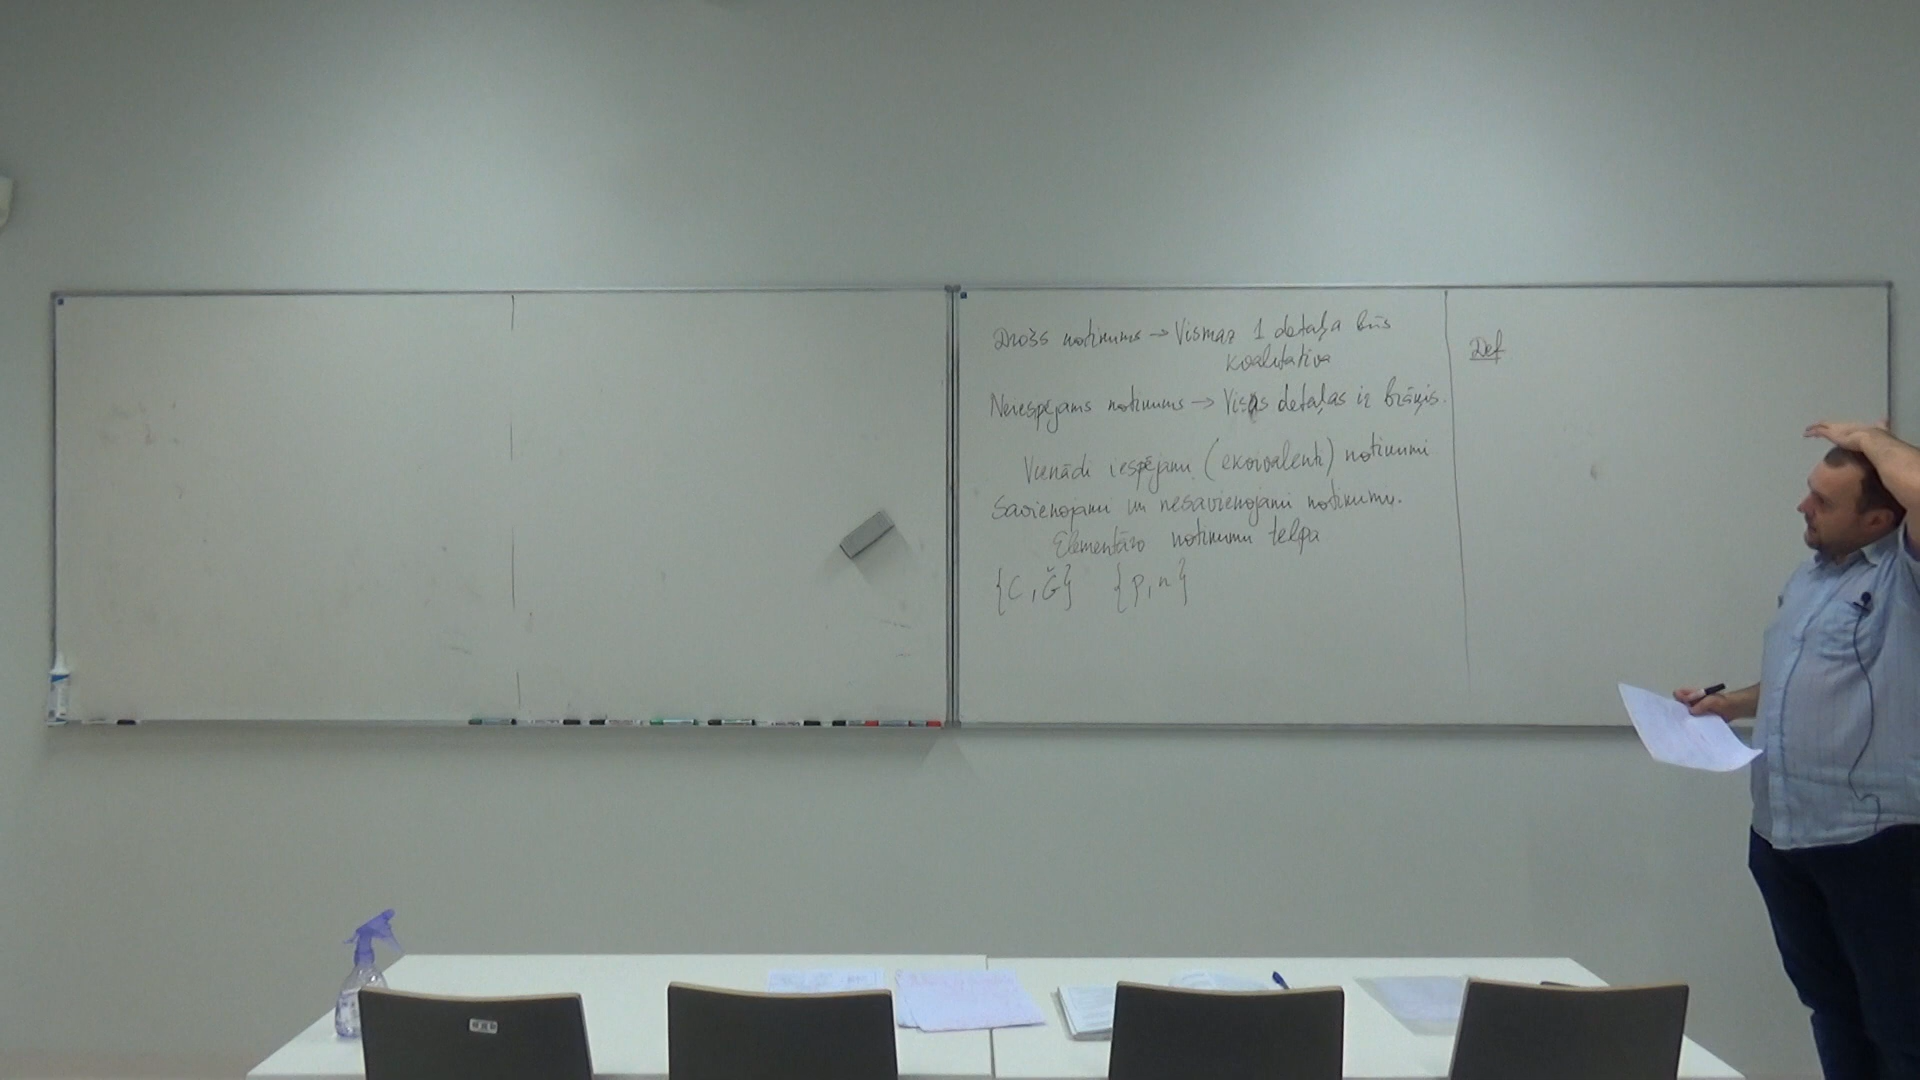 Drošs notikums → Vismaz 1 detaļa būs
kvalitatīva
Neiespējams notikums → Visas detaļas ir brāķis.
Vienādi iespējami (ekvivalenti) notikumi
Savienojami un nesavienojami notikumi.
Elementāro notikumu telpa
{C, Ģ} {p, n}
Def